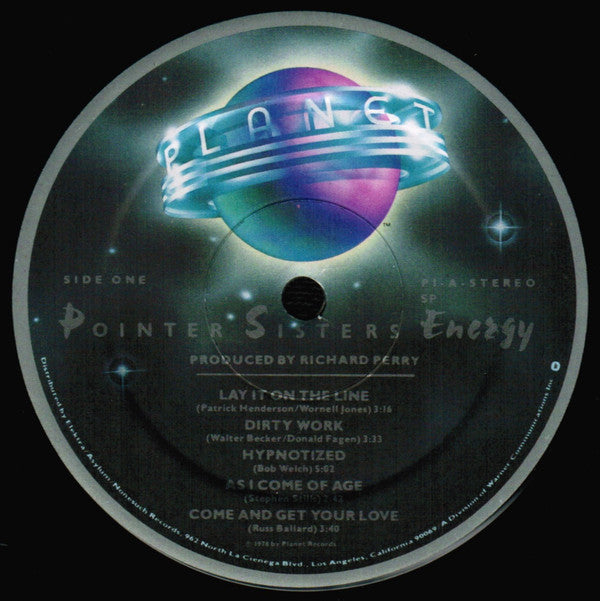 PLANET
TM
SIDE ONE
P1-A-STEREO
SP
POINTER SISTERS Energy
PRODUCED BY RICHARD PERRY
LAY IT ON THE LINE
(Patrick Henderson/Wornell Jones) 3:16
DIRTY WORK
(Walter Becker/Donald Fagen) 3:33
HYPNOTIZED
(Bob Welch) 5:02
AS I COME OF AGE
(Stephen Stills) 2:42
COME AND GET YOUR LOVE
(Russ Ballard) 3:40
© 1978 by Planet Records
Distributed by Elektra/Asylum/Nonesuch Records, 962 North La Cienega Blvd., Los Angeles, California 90069. A Division of Warner Communications Inc.